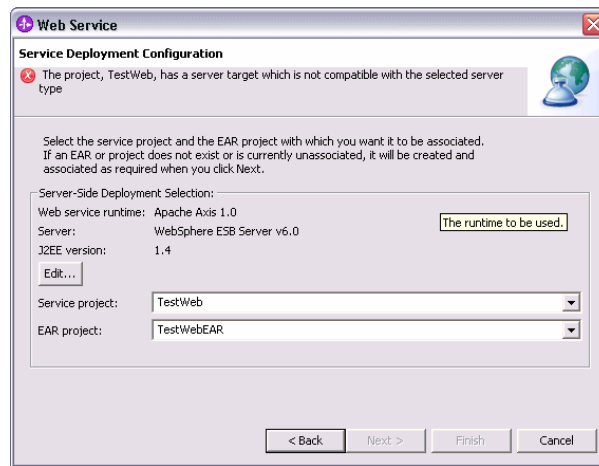 Web Service
Service Deployment Configuration
The project, TestWeb, has a server target which is not compatible with the selected server
type
Select the service project and the EAR project with which you want it to be associated.
If an EAR or project does not exist or is currently unassociated, it will be created and
associated as required when you click Next.
Server-Side Deployment Selection:
Web service runtime: Apache Axis 1.0
The runtime to be used.
Server: WebSphere ESB Server v6.0
J2EE version: 1.4
Edit...
Service project: TestWeb
EAR project: TestWebEAR
< Back Next > Finish Cancel